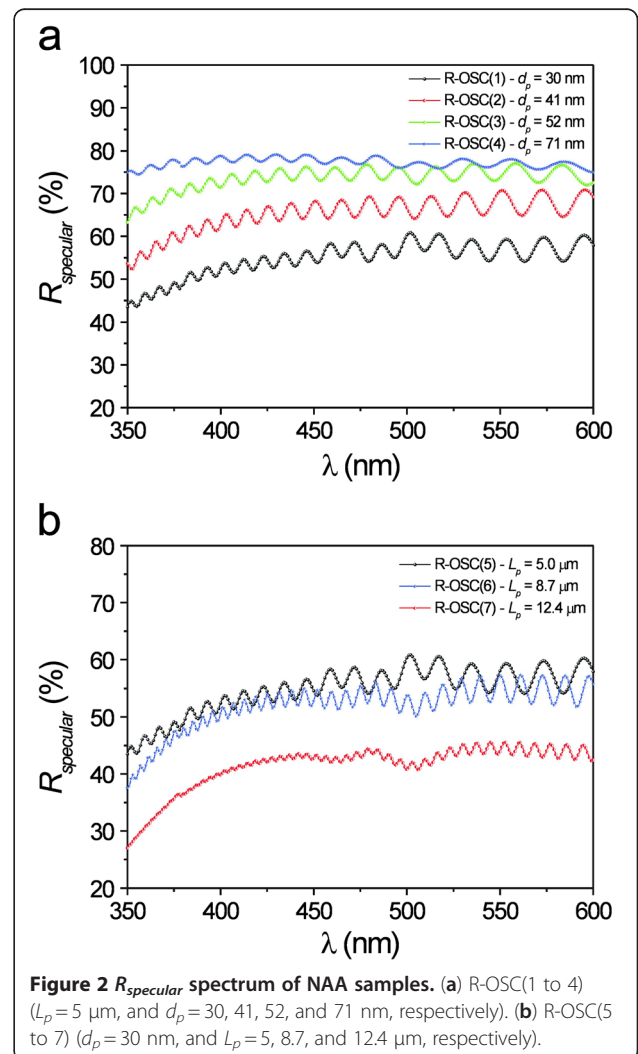 a
100
90
80
70
60
50
40
30
20
R-OSC(1) - dp = 30 nm
R-OSC(2) - dp = 41 nm
R-OSC(3) - dp = 52 nm
R-OSC(4) - dp = 71 nm
Rspecular (%)
350 400 450 500 550 600
λ (nm)
b
80
70
60
50
40
30
20
R-OSC(5) - Lp = 5.0 μm
R-OSC(6) - Lp = 8.7 μm
R-OSC(7) - Lp = 12.4 μm
Rspecular (%)
350 400 450 500 550 600
λ (nm)
Figure 2 Rspecular spectrum of NAA samples. (a) R-OSC(1 to 4)
(Lp = 5 μm, and dp = 30, 41, 52, and 71 nm, respectively). (b) R-OSC(5
to 7) (dp = 30 nm, and Lp = 5, 8.7, and 12.4 μm, respectively).